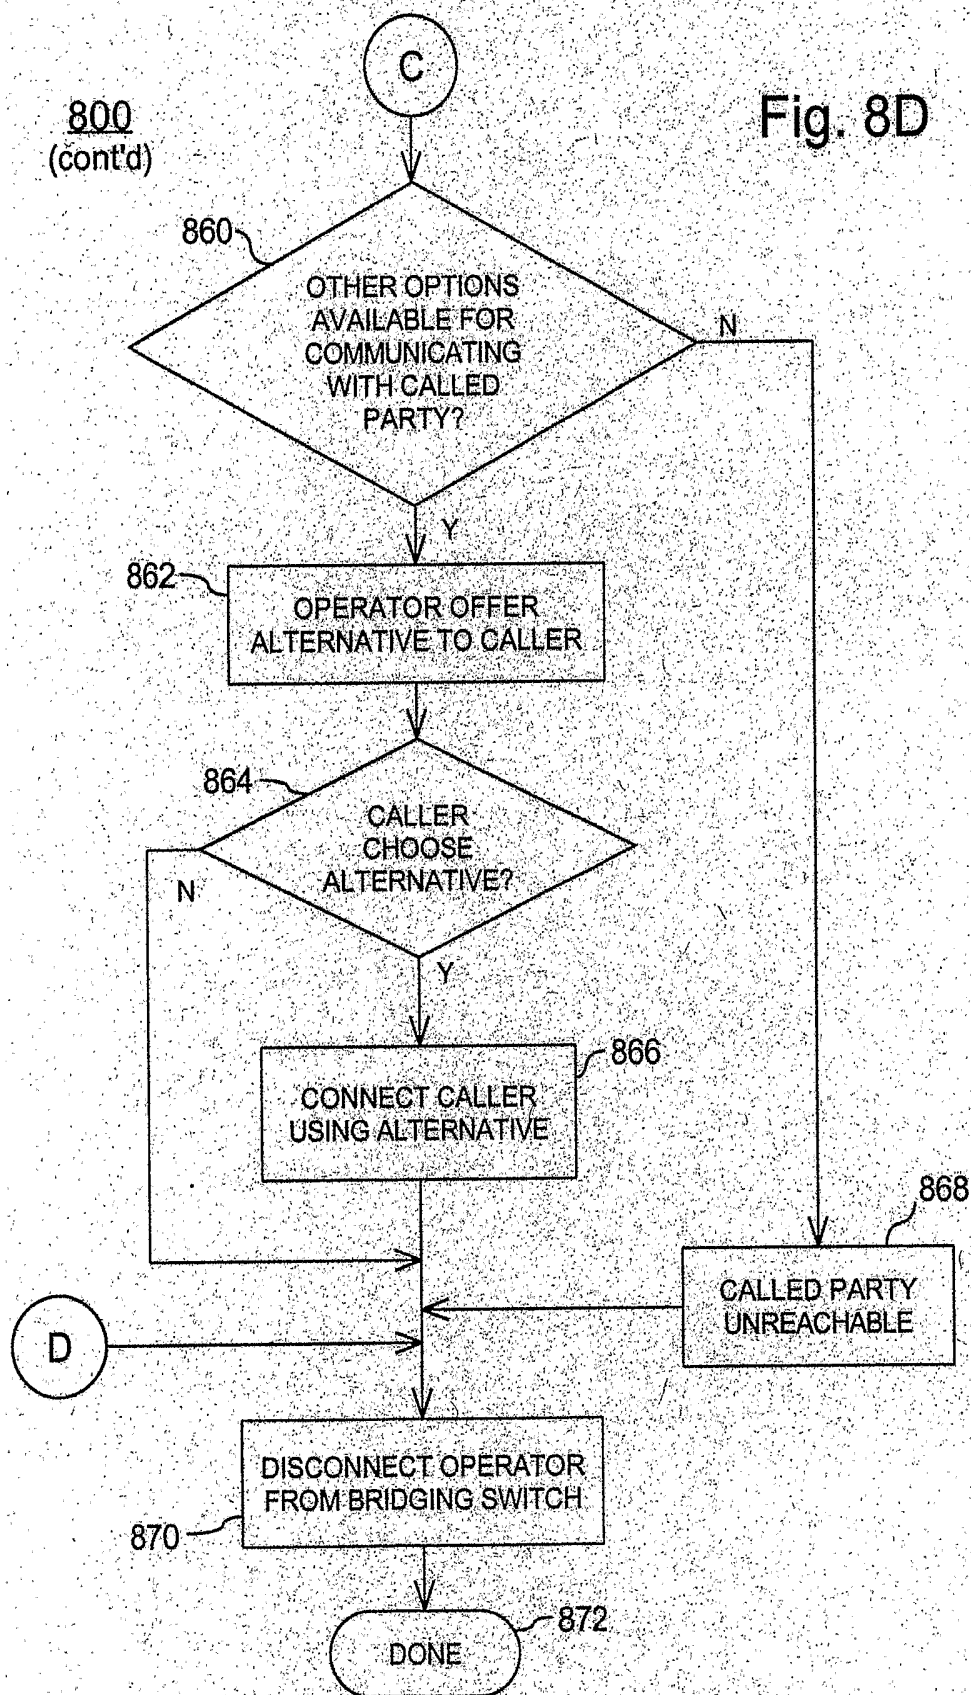 C
800
(cont'd)
Fig. 8D
860
OTHER OPTIONS
AVAILABLE FOR
COMMUNICATING
WITH CALLED
PARTY?
N
Y
862
OPERATOR OFFER
ALTERNATIVE TO CALLER
864
CALLER
CHOOSE
ALTERNATIVE?
N
Y
866
CONNECT CALLER
USING ALTERNATIVE
868
CALLED PARTY
UNREACHABLE
D
DISCONNECT OPERATOR
FROM BRIDGING SWITCH
870
872
DONE